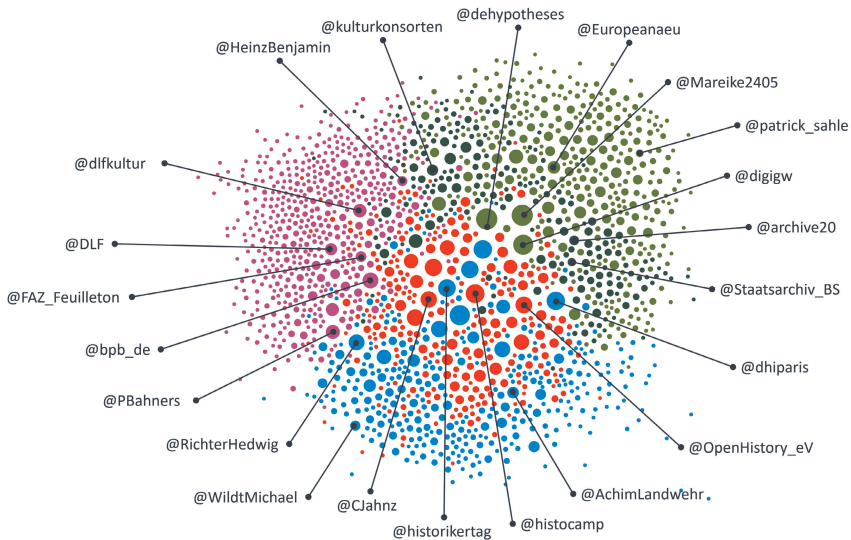 @dehypotheses
@kulturkonsorten
@Europeanaeu
@HeinzBenjamin
@Mareike2405
@patrick_sahle
@dlfkultur
@digigw
@archive20
@DLF
@Staatsarchiv_BS
@FAZ_Feuilleton
@bpb_de
@dhiparis
@PBahners
@RichterHedwig
@OpenHistory_eV
@WildtMichael
@AchimLandwehr
@CJahnz
@historikertag
@histocamp